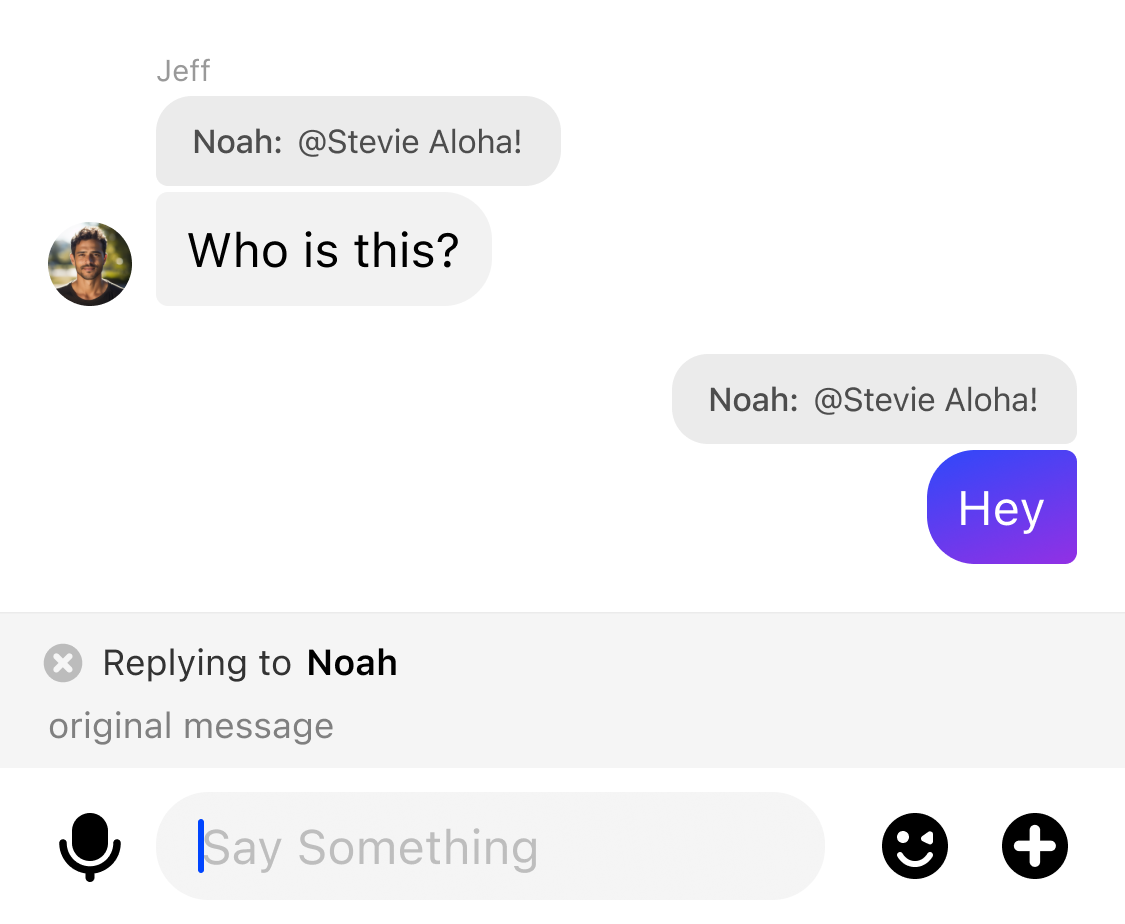 Jeff
Noah: @Stevie Aloha!
Who is this?
Noah: @Stevie Aloha!
Hey
Replying to Noah
original message
Say Something